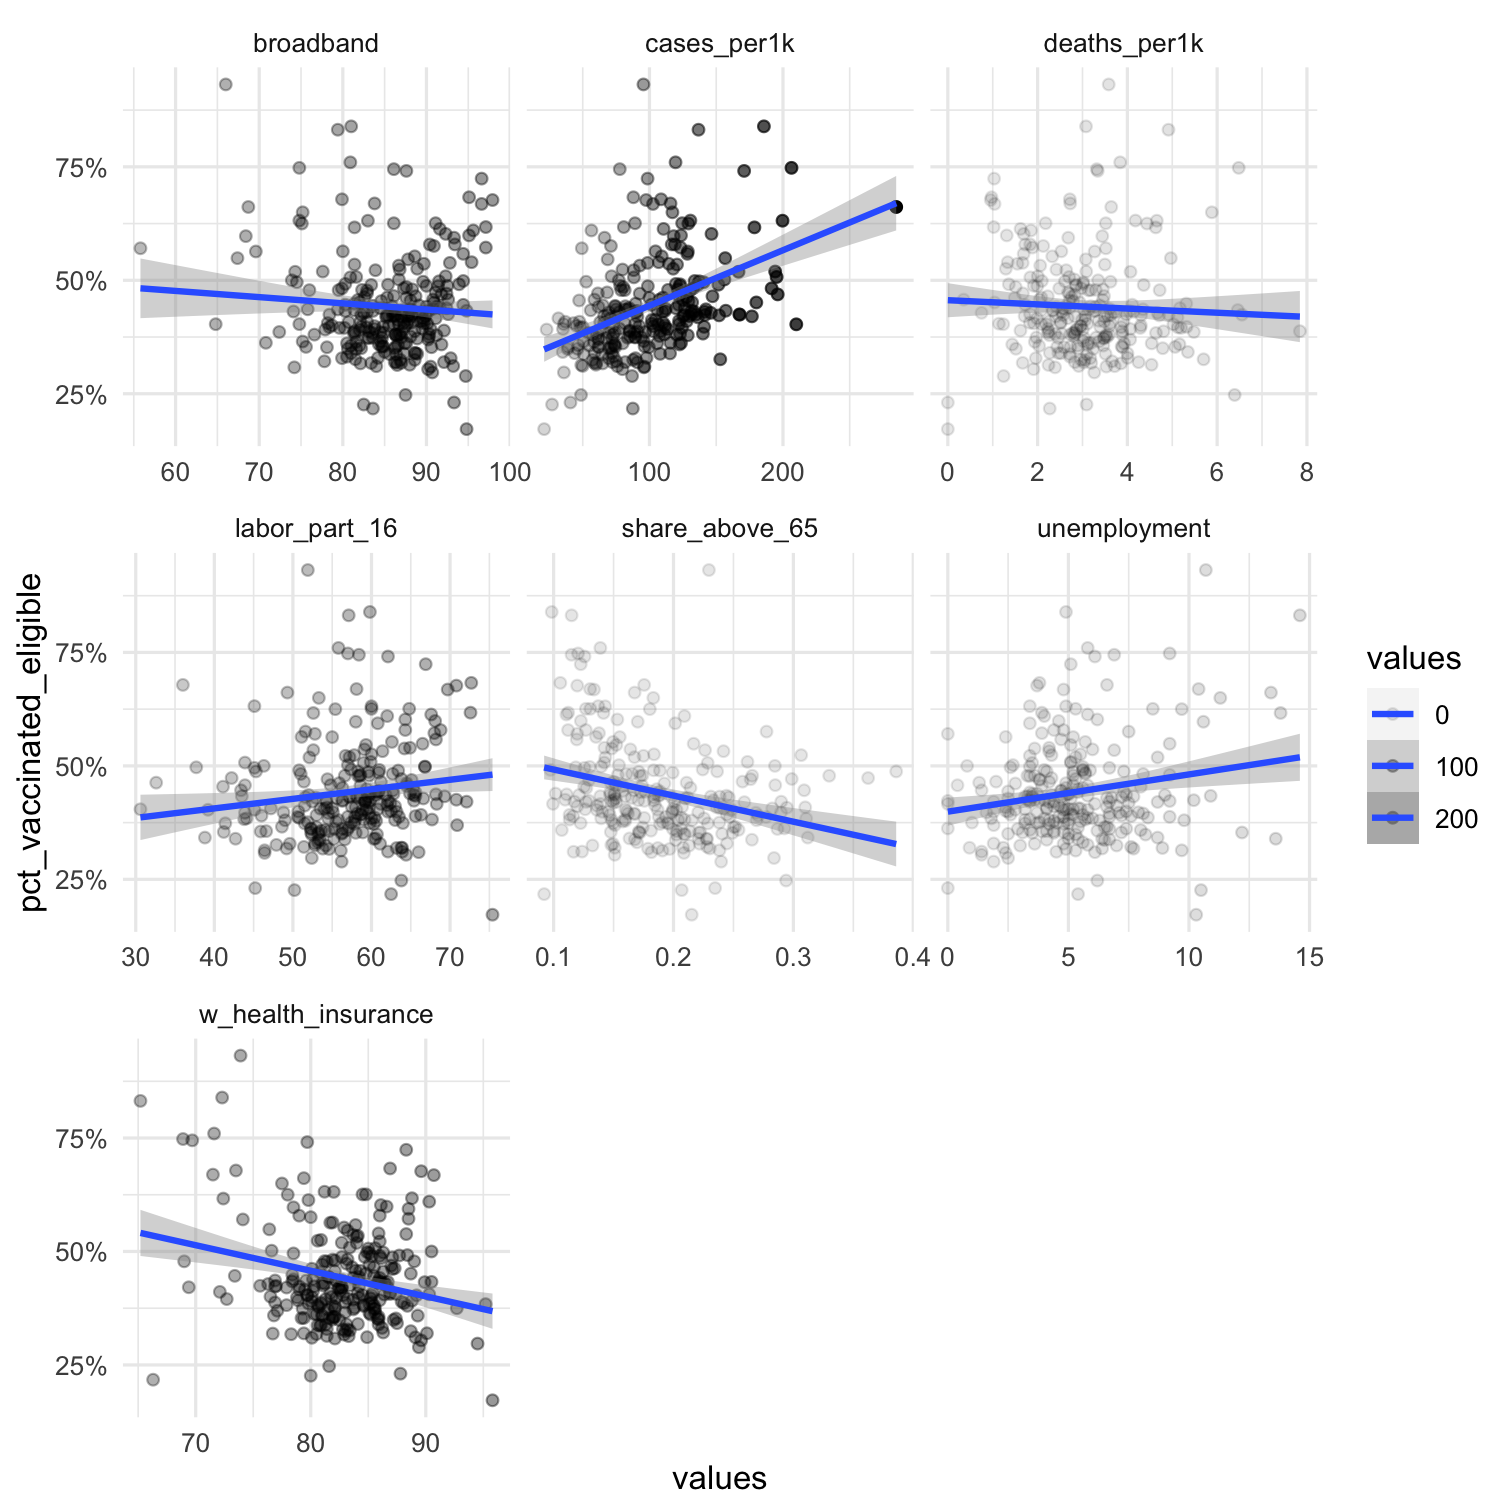 broadband cases_per1k deaths_per1k
75%
50%
25%
60 70 80 90 100 100 200 0 2 4 6 8
labor_part_16 share_above_65 unemployment
75%
50%
25%
30 40 50 60 70 0.1 0.2 0.3 0.4 0 5 10 15
w_health_insurance
75%
50%
25%
70 80 90
values
pct_vaccinated_eligible
values
0
100
200